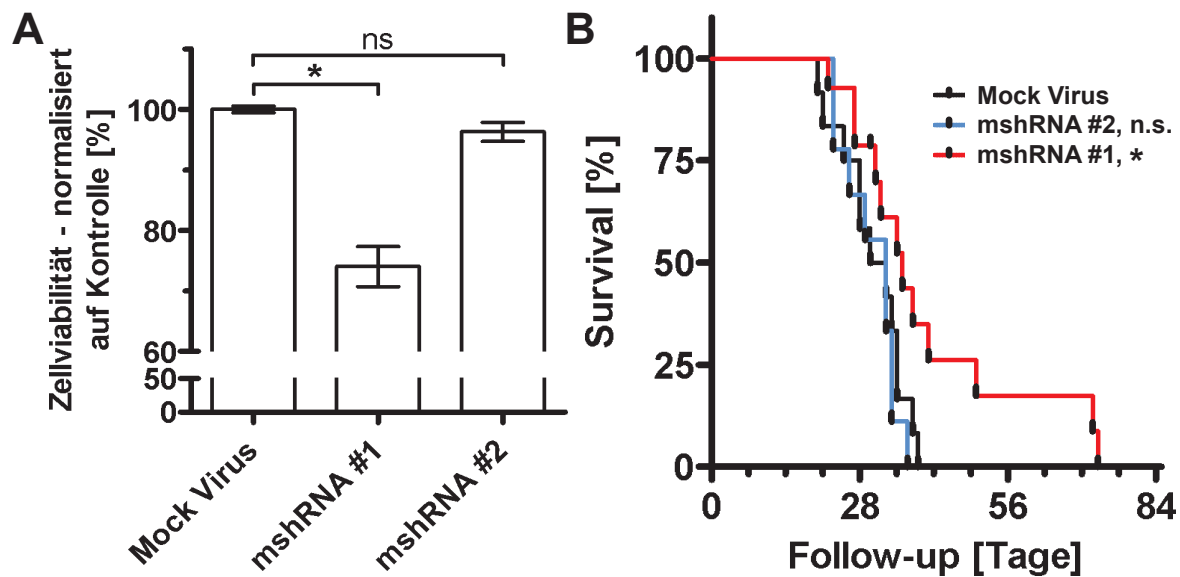 A
Zellviabilität - normalisiert
auf Kontrolle [%]
ns
*
100
80
60
50
0
Mock Virus
mshRNA #1
mshRNA #2
B
Survival [%]
100
75
50
25
0
Mock Virus
mshRNA #2, n.s.
mshRNA #1, *
0
28
56
84
Follow-up [Tage]